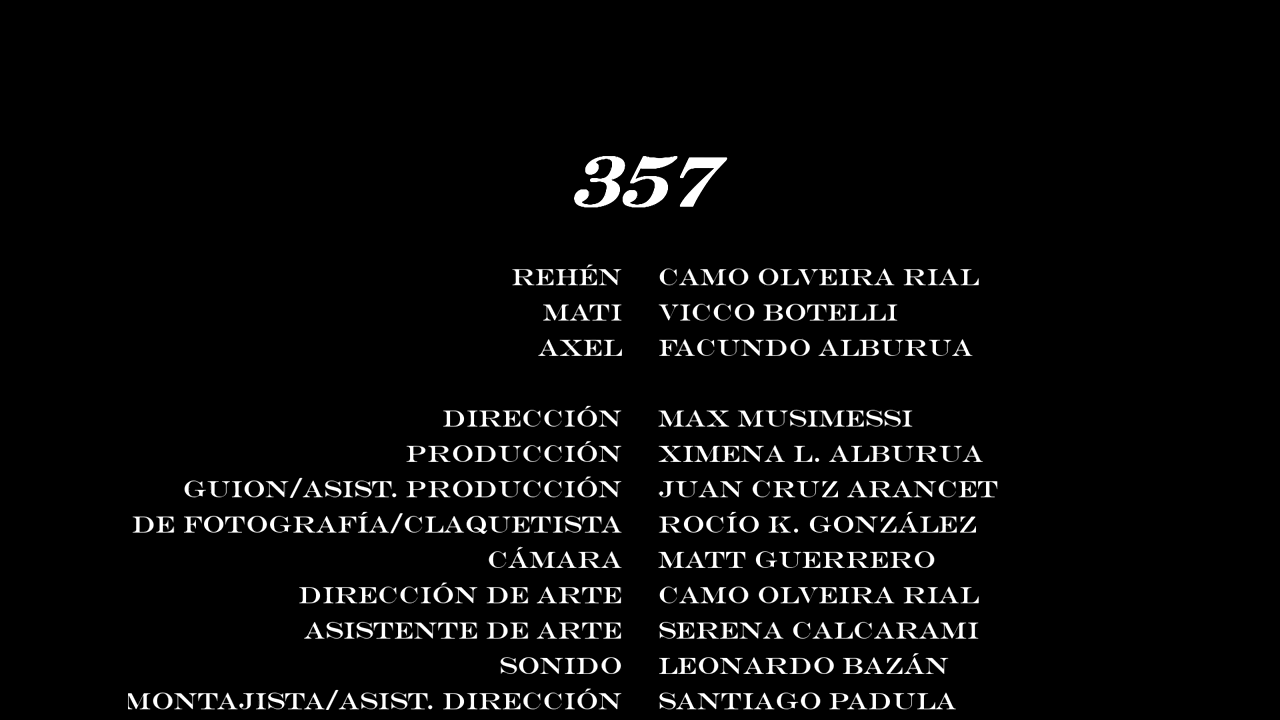 357
REHÉN CAMO OLVEIRA RIAL
MATI VICCO BOTELLI
AXEL FACUNDO ALBURUA
DIRECCIÓN MAX MUSIMESSI
PRODUCCIÓN XIMENA L. ALBURUA
GUION/ASIST. PRODUCCIÓN JUAN CRUZ ARANCET
DE FOTOGRAFÍA/CLAQUETISTA ROCÍO K. GONZÁLEZ
CÁMARA MATT GUERRERO
DIRECCIÓN DE ARTE CAMO OLVEIRA RIAL
ASISTENTE DE ARTE SERENA CALCARAMI
SONIDO LEONARDO BAZÁN
MONTAJISTA/ASIST. DIRECCIÓN SANTIAGO PADULA